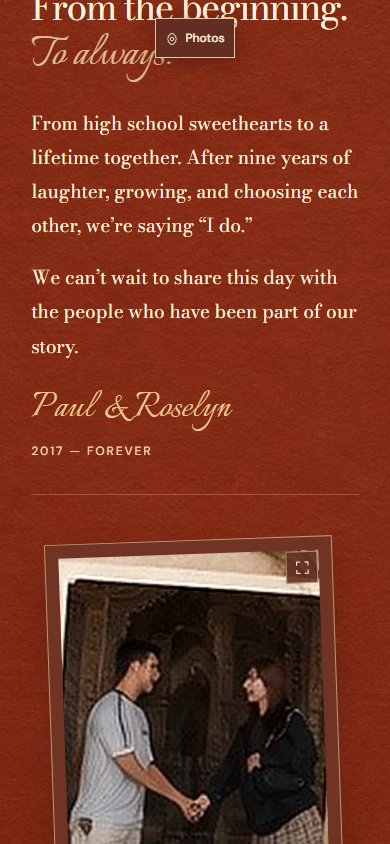 From the beginning.
To always.
Photos
From high school sweethearts to a
lifetime together. After nine years of
laughter, growing, and choosing each
other, we’re saying “I do.”
We can’t wait to share this day with
the people who have been part of our
story.
Paul & Roselyn
2017 — FOREVER